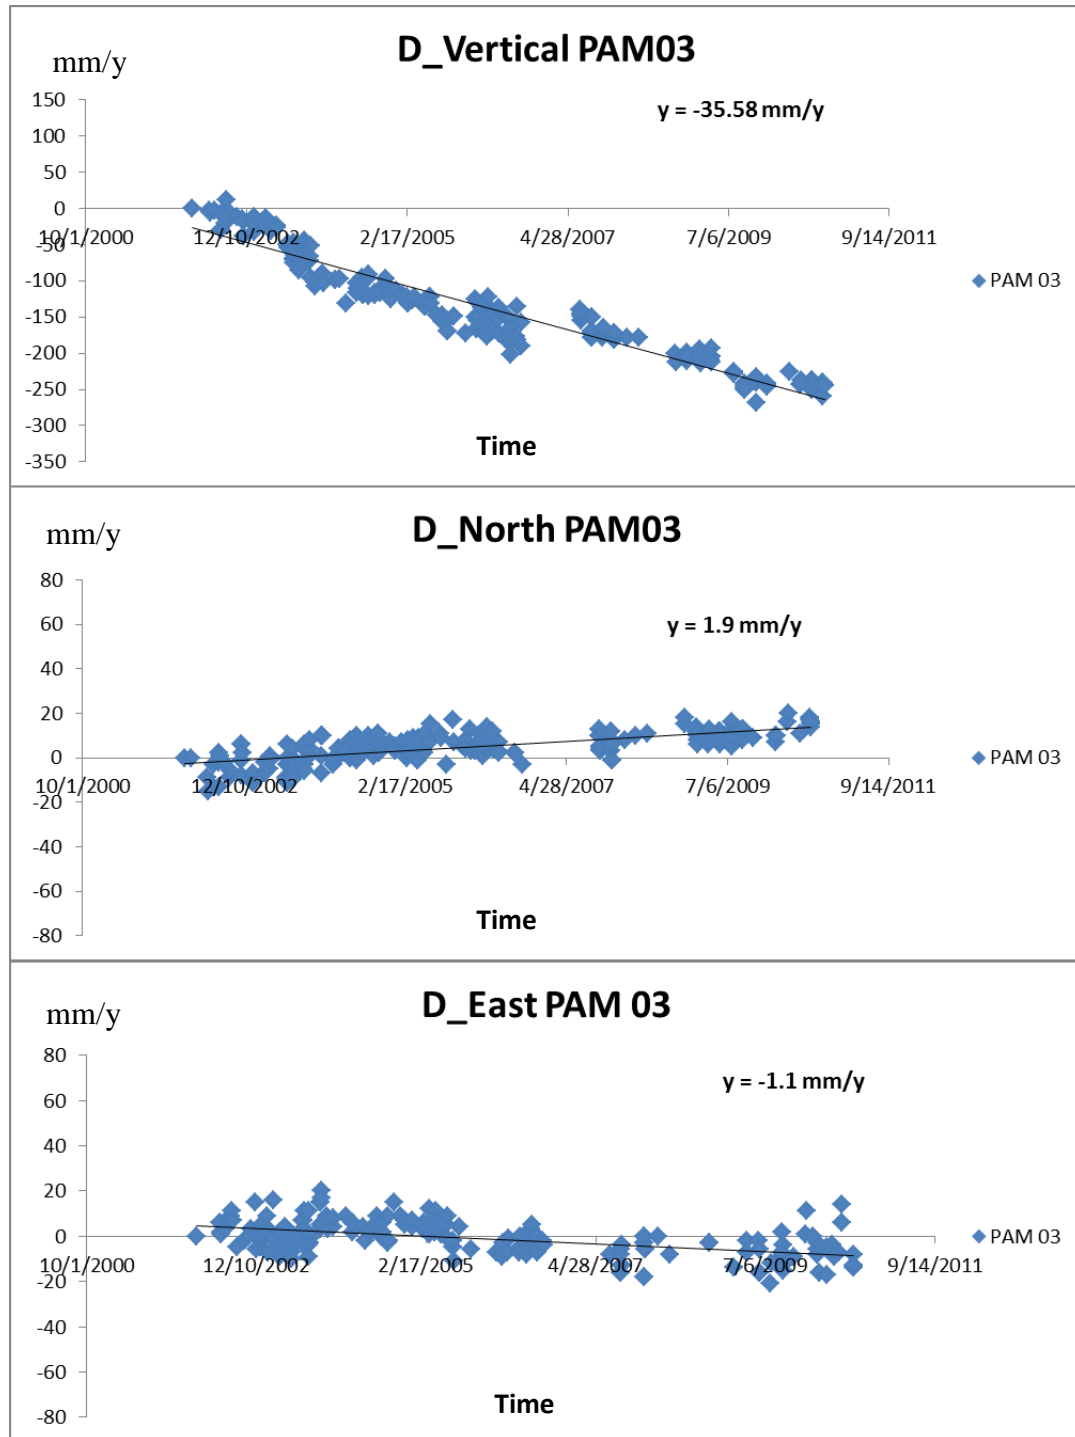 D_Vertical PAM03
mm/y
y = -35.58 mm/y
150
100
50
0
-50
-100
-150
-200
-250
-300
-350
10/1/2000 12/10/2002 2/17/2005 4/28/2007 7/6/2009 9/14/2011
PAM 03
Time
D_North PAM03
mm/y
y = 1.9 mm/y
80
60
40
20
0
-20
-40
-60
-80
10/1/2000 12/10/2002 2/17/2005 4/28/2007 7/6/2009 9/14/2011
PAM 03
Time
D_East PAM 03
mm/y
y = -1.1 mm/y
80
60
40
20
0
-20
-40
-60
-80
10/1/2000 12/10/2002 2/17/2005 4/28/2007 7/6/2009 9/14/2011
PAM 03
Time